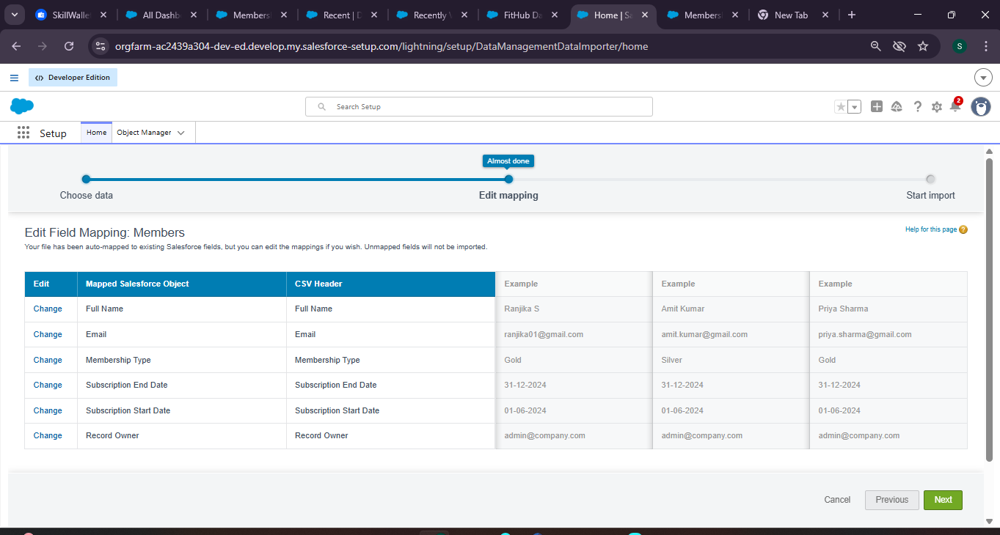 SkillWalle
All Dashb
Members
Recent | D
Recently V
FitHub Da
Home | Sa
Members
New Tab
orgfarm-ac2439a304-dev-ed.develop.my.salesforce-setup.com/lightning/setup/DataManagementDataImporter/home
S
Developer Edition
Search Setup
2
Setup
Home
Object Manager
Almost done
Choose data
Edit mapping
Start import
Edit Field Mapping: Members
Help for this page ?
Your file has been auto-mapped to existing Salesforce fields, but you can edit the mappings if you wish. Unmapped fields will not be imported.
Edit Mapped Salesforce Object CSV Header Example Example Example
Change Full Name Full Name Ranjika S Amit Kumar Priya Sharma
Change Email Email ranjika01@gmail.com amit.kumar@gmail.com priya.sharma@gmail.com
Change Membership Type Membership Type Gold Silver Gold
Change Subscription End Date Subscription End Date 31-12-2024 31-12-2024 31-12-2024
Change Subscription Start Date Subscription Start Date 01-06-2024 01-06-2024 01-06-2024
Change Record Owner Record Owner admin@company.com admin@company.com admin@company.com
Cancel Previous Next